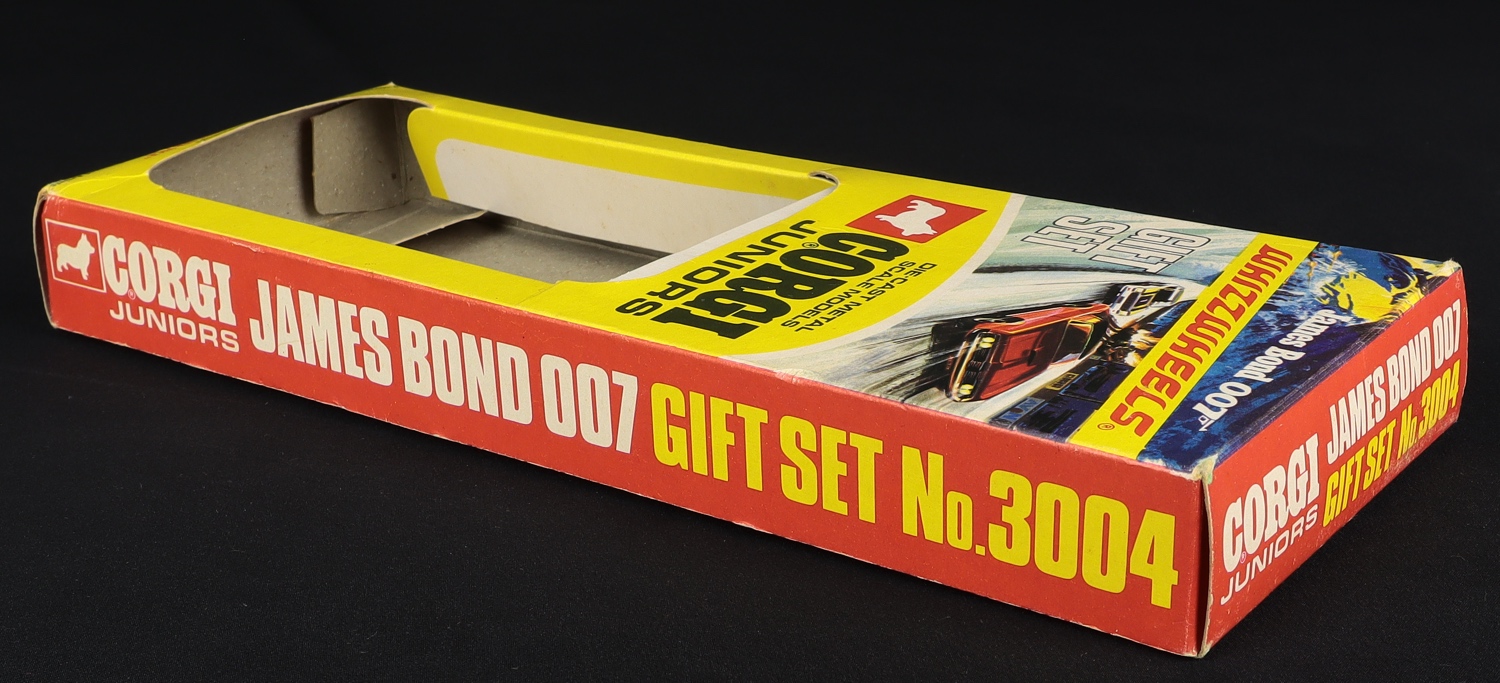 CORGI®
JUNIORS
JAMES BOND 007 GIFT SET No.3004
CORGI®
JUNIORS
DIE-CAST METAL
SCALE MODELS
GIFT
SET
WHIZZWHEELS®
James Bond 007
CORGI®
JUNIORS
JAMES BOND 007
GIFT SET No.3004